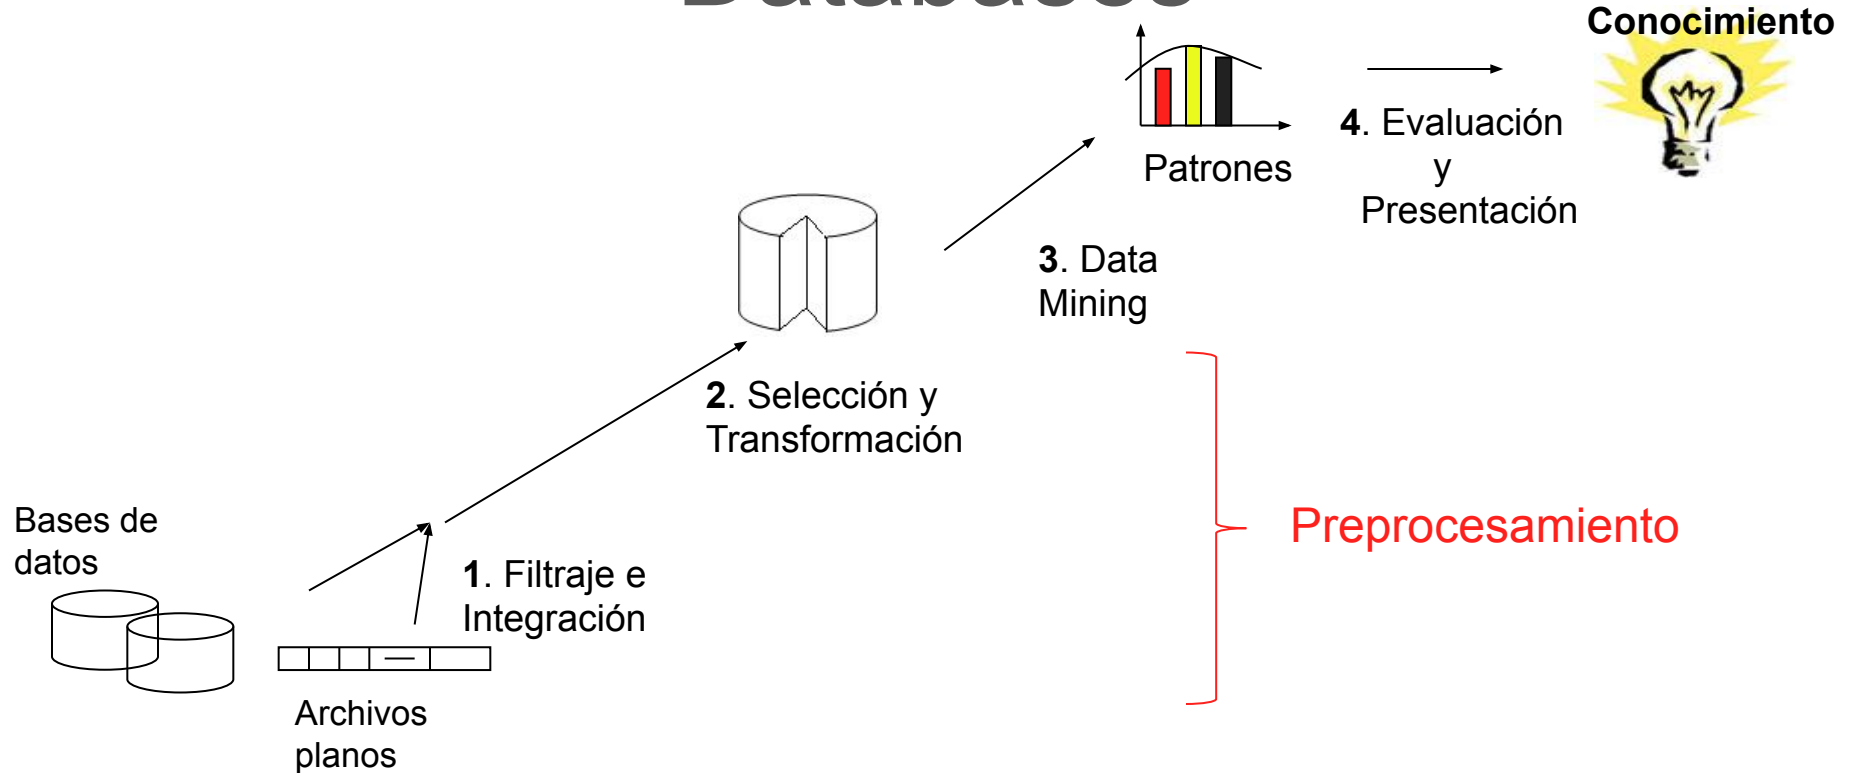 Databases
Conocimiento
4. Evaluación
y
Presentación
Patrones
3. Data
Mining
2. Selección y
Transformación
Preprocesamiento
Bases de
datos
1. Filtraje e
Integración
Archivos
planos